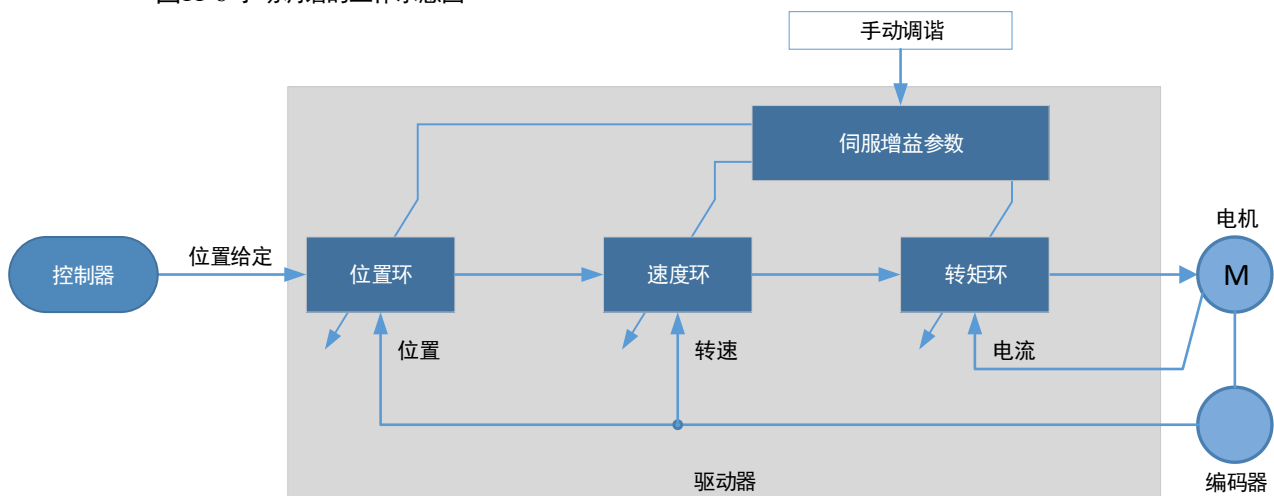 手动调谐
伺服增益参数
电机
控制器
位置给定
位置环
速度环
转矩环
M
位置
转速
电流
驱动器
编码器